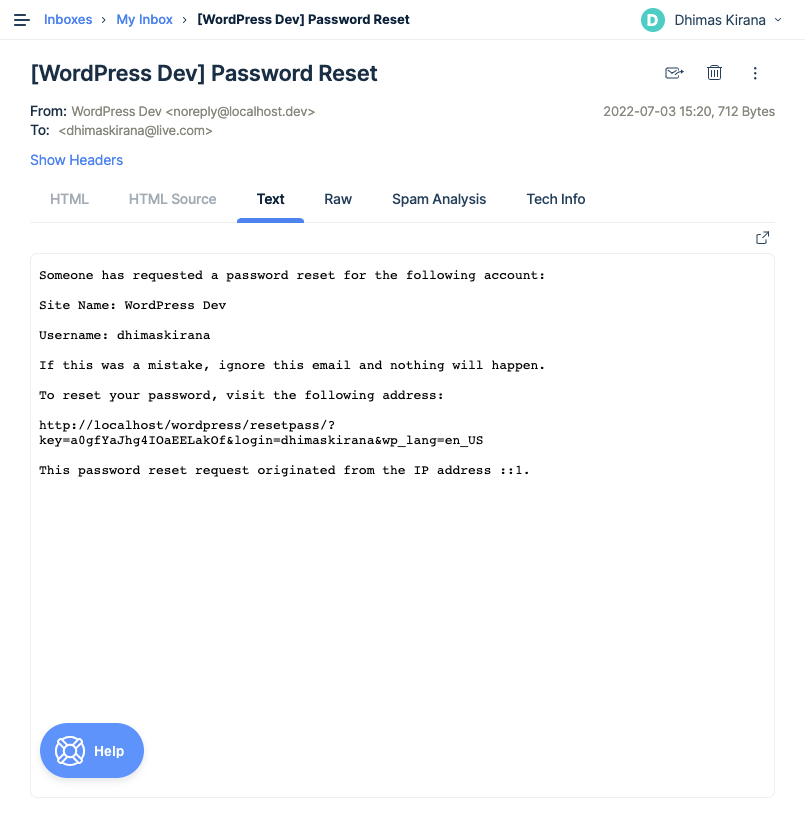 Inboxes › My Inbox › [WordPress Dev] Password Reset
D Dhimas Kirana
[WordPress Dev] Password Reset
From: WordPress Dev <noreply@localhost.dev>
2022-07-03 15:20, 712 Bytes
To: <dhimaskirana@live.com>
Show Headers
HTML HTML Source Text Raw Spam Analysis Tech Info
Someone has requested a password reset for the following account:
Site Name: WordPress Dev
Username: dhimaskirana
If this was a mistake, ignore this email and nothing will happen.
To reset your password, visit the following address:
http://localhost/wordpress/resetpass/?
key=a0gfYaJhg4IOaEELakOf&login=dhimaskirana&wp_lang=en_US
This password reset request originated from the IP address ::1.
Help